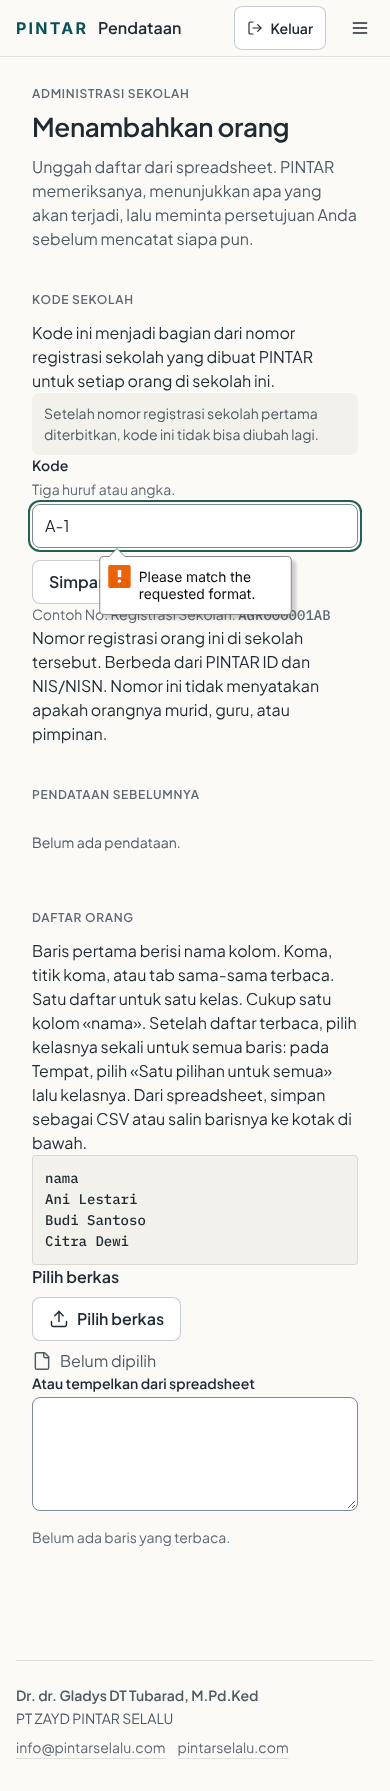 PINTAR Pendataan Keluar
ADMINISTRASI SEKOLAH
Menambahkan orang
Unggah daftar dari spreadsheet. PINTAR
memeriksanya, menunjukkan apa yang
akan terjadi, lalu meminta persetujuan Anda
sebelum mencatat siapa pun.
KODE SEKOLAH
Kode ini menjadi bagian dari nomor
registrasi sekolah yang dibuat PINTAR
untuk setiap orang di sekolah ini.
Setelah nomor registrasi sekolah pertama
diterbitkan, kode ini tidak bisa diubah lagi.
Kode
Tiga huruf atau angka.
A-1
Please match the
requested format.
Contoh No. Registrasi Sekolah: AGR000001AB
Nomor registrasi orang ini di sekolah
tersebut. Berbeda dari PINTAR ID dan
NIS/NISN. Nomor ini tidak menyatakan
apakah orangnya murid, guru, atau
pimpinan.
PENDATAAN SEBELUMNYA
Belum ada pendataan.
DAFTAR ORANG
Baris pertama berisi nama kolom. Koma,
titik koma, atau tab sama-sama terbaca.
Satu daftar untuk satu kelas. Cukup satu
kolom «nama». Setelah daftar terbaca, pilih
kelasnya sekali untuk semua baris: pada
Tempat, pilih «Satu pilihan untuk semua»
lalu kelasnya. Dari spreadsheet, simpan
sebagai CSV atau salin barisnya ke kotak di
bawah.
nama
Ani Lestari
Budi Santoso
Citra Dewi
Pilih berkas
Pilih berkas
Belum dipilih
Atau tempelkan dari spreadsheet
Belum ada baris yang terbaca.
Dr. dr. Gladys DT Tubarad, M.Pd.Ked
PT ZAYD PINTAR SELALU
info@pintarselalu.com pintarselalu.com